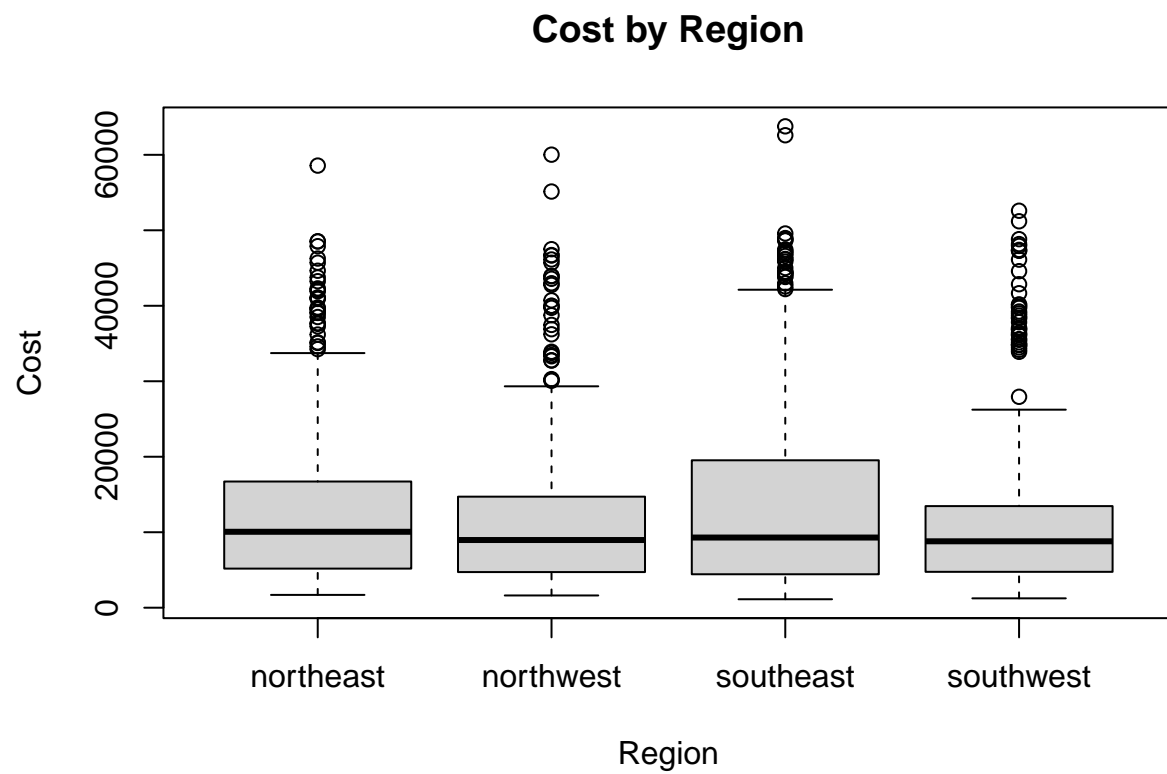 Cost by Region
60000
40000
20000
0
Cost
northeast northwest southeast southwest
Region